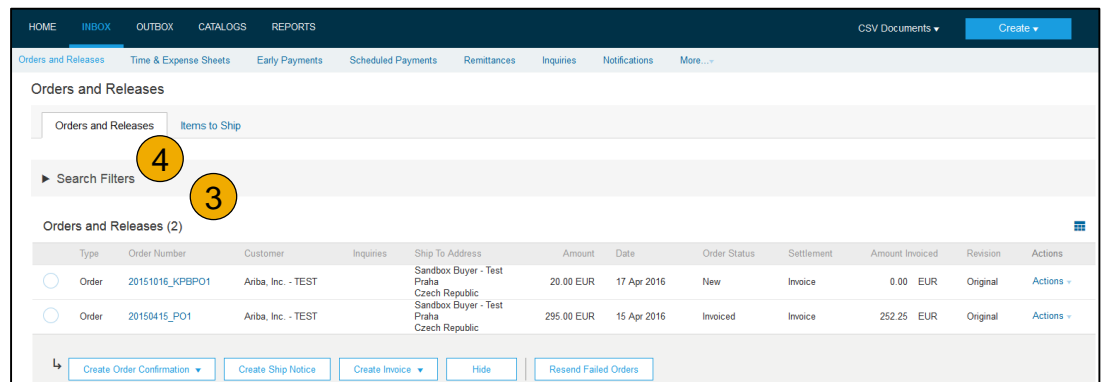 HOME INBOX OUTBOX CATALOGS REPORTS CSV Documents Create
Orders and Releases Time & Expense Sheets Early Payments Scheduled Payments Remittances Inquiries Notifications More...
Orders and Releases
Orders and Releases Items to Ship
4
Search Filters
3
Orders and Releases (2)
Type Order Number Customer Inquiries Ship To Address Amount Date Order Status Settlement Amount Invoiced Revision Actions
Sandbox Buyer - Test
Order 20151016_KPBPO1 Ariba, Inc. - TEST Praha 20.00 EUR 17 Apr 2016 New Invoice 0.00 EUR Original Actions
Czech Republic
Sandbox Buyer - Test
Order 20150415_PO1 Ariba, Inc. - TEST Praha 295.00 EUR 15 Apr 2016 Invoiced Invoice 252.25 EUR Original Actions
Czech Republic
Create Order Confirmation Create Ship Notice Create Invoice Hide Resend Failed Orders